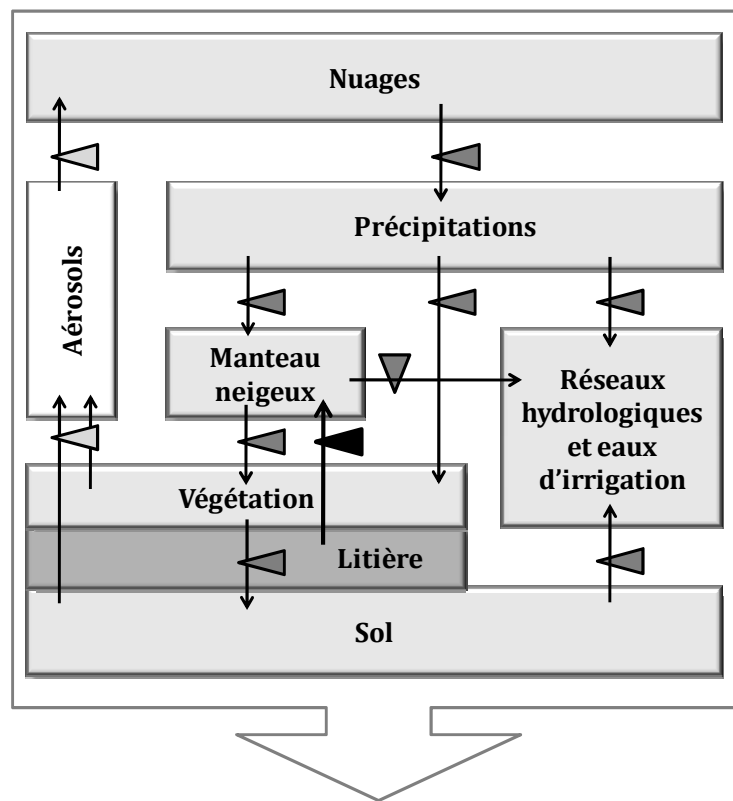 Nuages
Précipitations
Aérosols
Manteau
neigeux
Réseaux
hydrologiques
et eaux
d'irrigation
Végétation
Litière
Sol